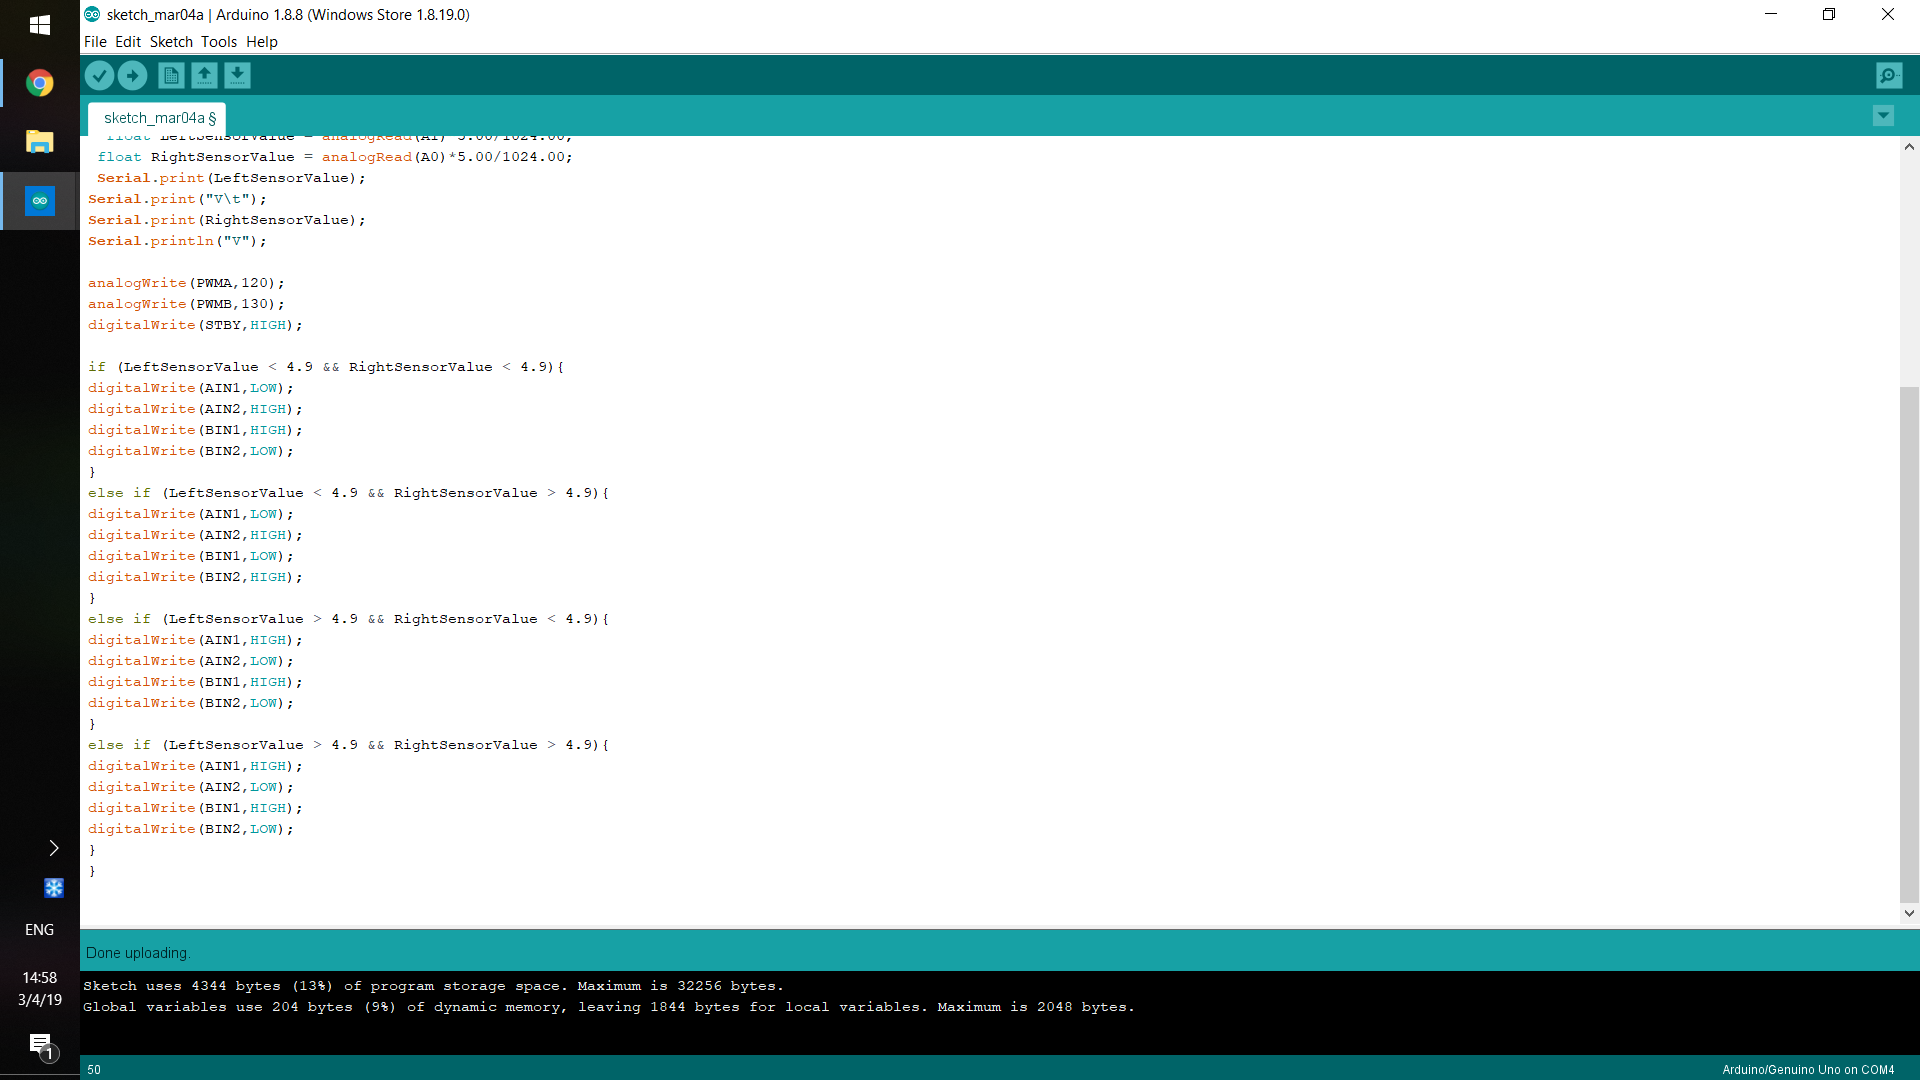 sketch_mar04a | Arduino 1.8.8 (Windows Store 1.8.19.0)
File Edit Sketch Tools Help
sketch_mar04a §
float LeftSensorValue = analogRead(A1)*5.00/1024.00;
float RightSensorValue = analogRead(A0)*5.00/1024.00;
Serial.print(LeftSensorValue);
Serial.print("V\t");
Serial.print(RightSensorValue);
Serial.println("V");
analogWrite(PWMA,120);
analogWrite(PWMB,130);
digitalWrite(STBY,HIGH);
if (LeftSensorValue < 4.9 && RightSensorValue < 4.9){
digitalWrite(AIN1,LOW);
digitalWrite(AIN2,HIGH);
digitalWrite(BIN1,HIGH);
digitalWrite(BIN2,LOW);
}
else if (LeftSensorValue < 4.9 && RightSensorValue > 4.9){
digitalWrite(AIN1,LOW);
digitalWrite(AIN2,HIGH);
digitalWrite(BIN1,LOW);
digitalWrite(BIN2,HIGH);
}
else if (LeftSensorValue > 4.9 && RightSensorValue < 4.9){
digitalWrite(AIN1,HIGH);
digitalWrite(AIN2,LOW);
digitalWrite(BIN1,HIGH);
digitalWrite(BIN2,LOW);
}
else if (LeftSensorValue > 4.9 && RightSensorValue > 4.9){
digitalWrite(AIN1,HIGH);
digitalWrite(AIN2,LOW);
digitalWrite(BIN1,HIGH);
digitalWrite(BIN2,LOW);
}
}
Done uploading.
Sketch uses 4344 bytes (13%) of program storage space. Maximum is 32256 bytes.
Global variables use 204 bytes (9%) of dynamic memory, leaving 1844 bytes for local variables. Maximum is 2048 bytes.
50
Arduino/Genuino Uno on COM4
ENG
14:58
3/4/19
1